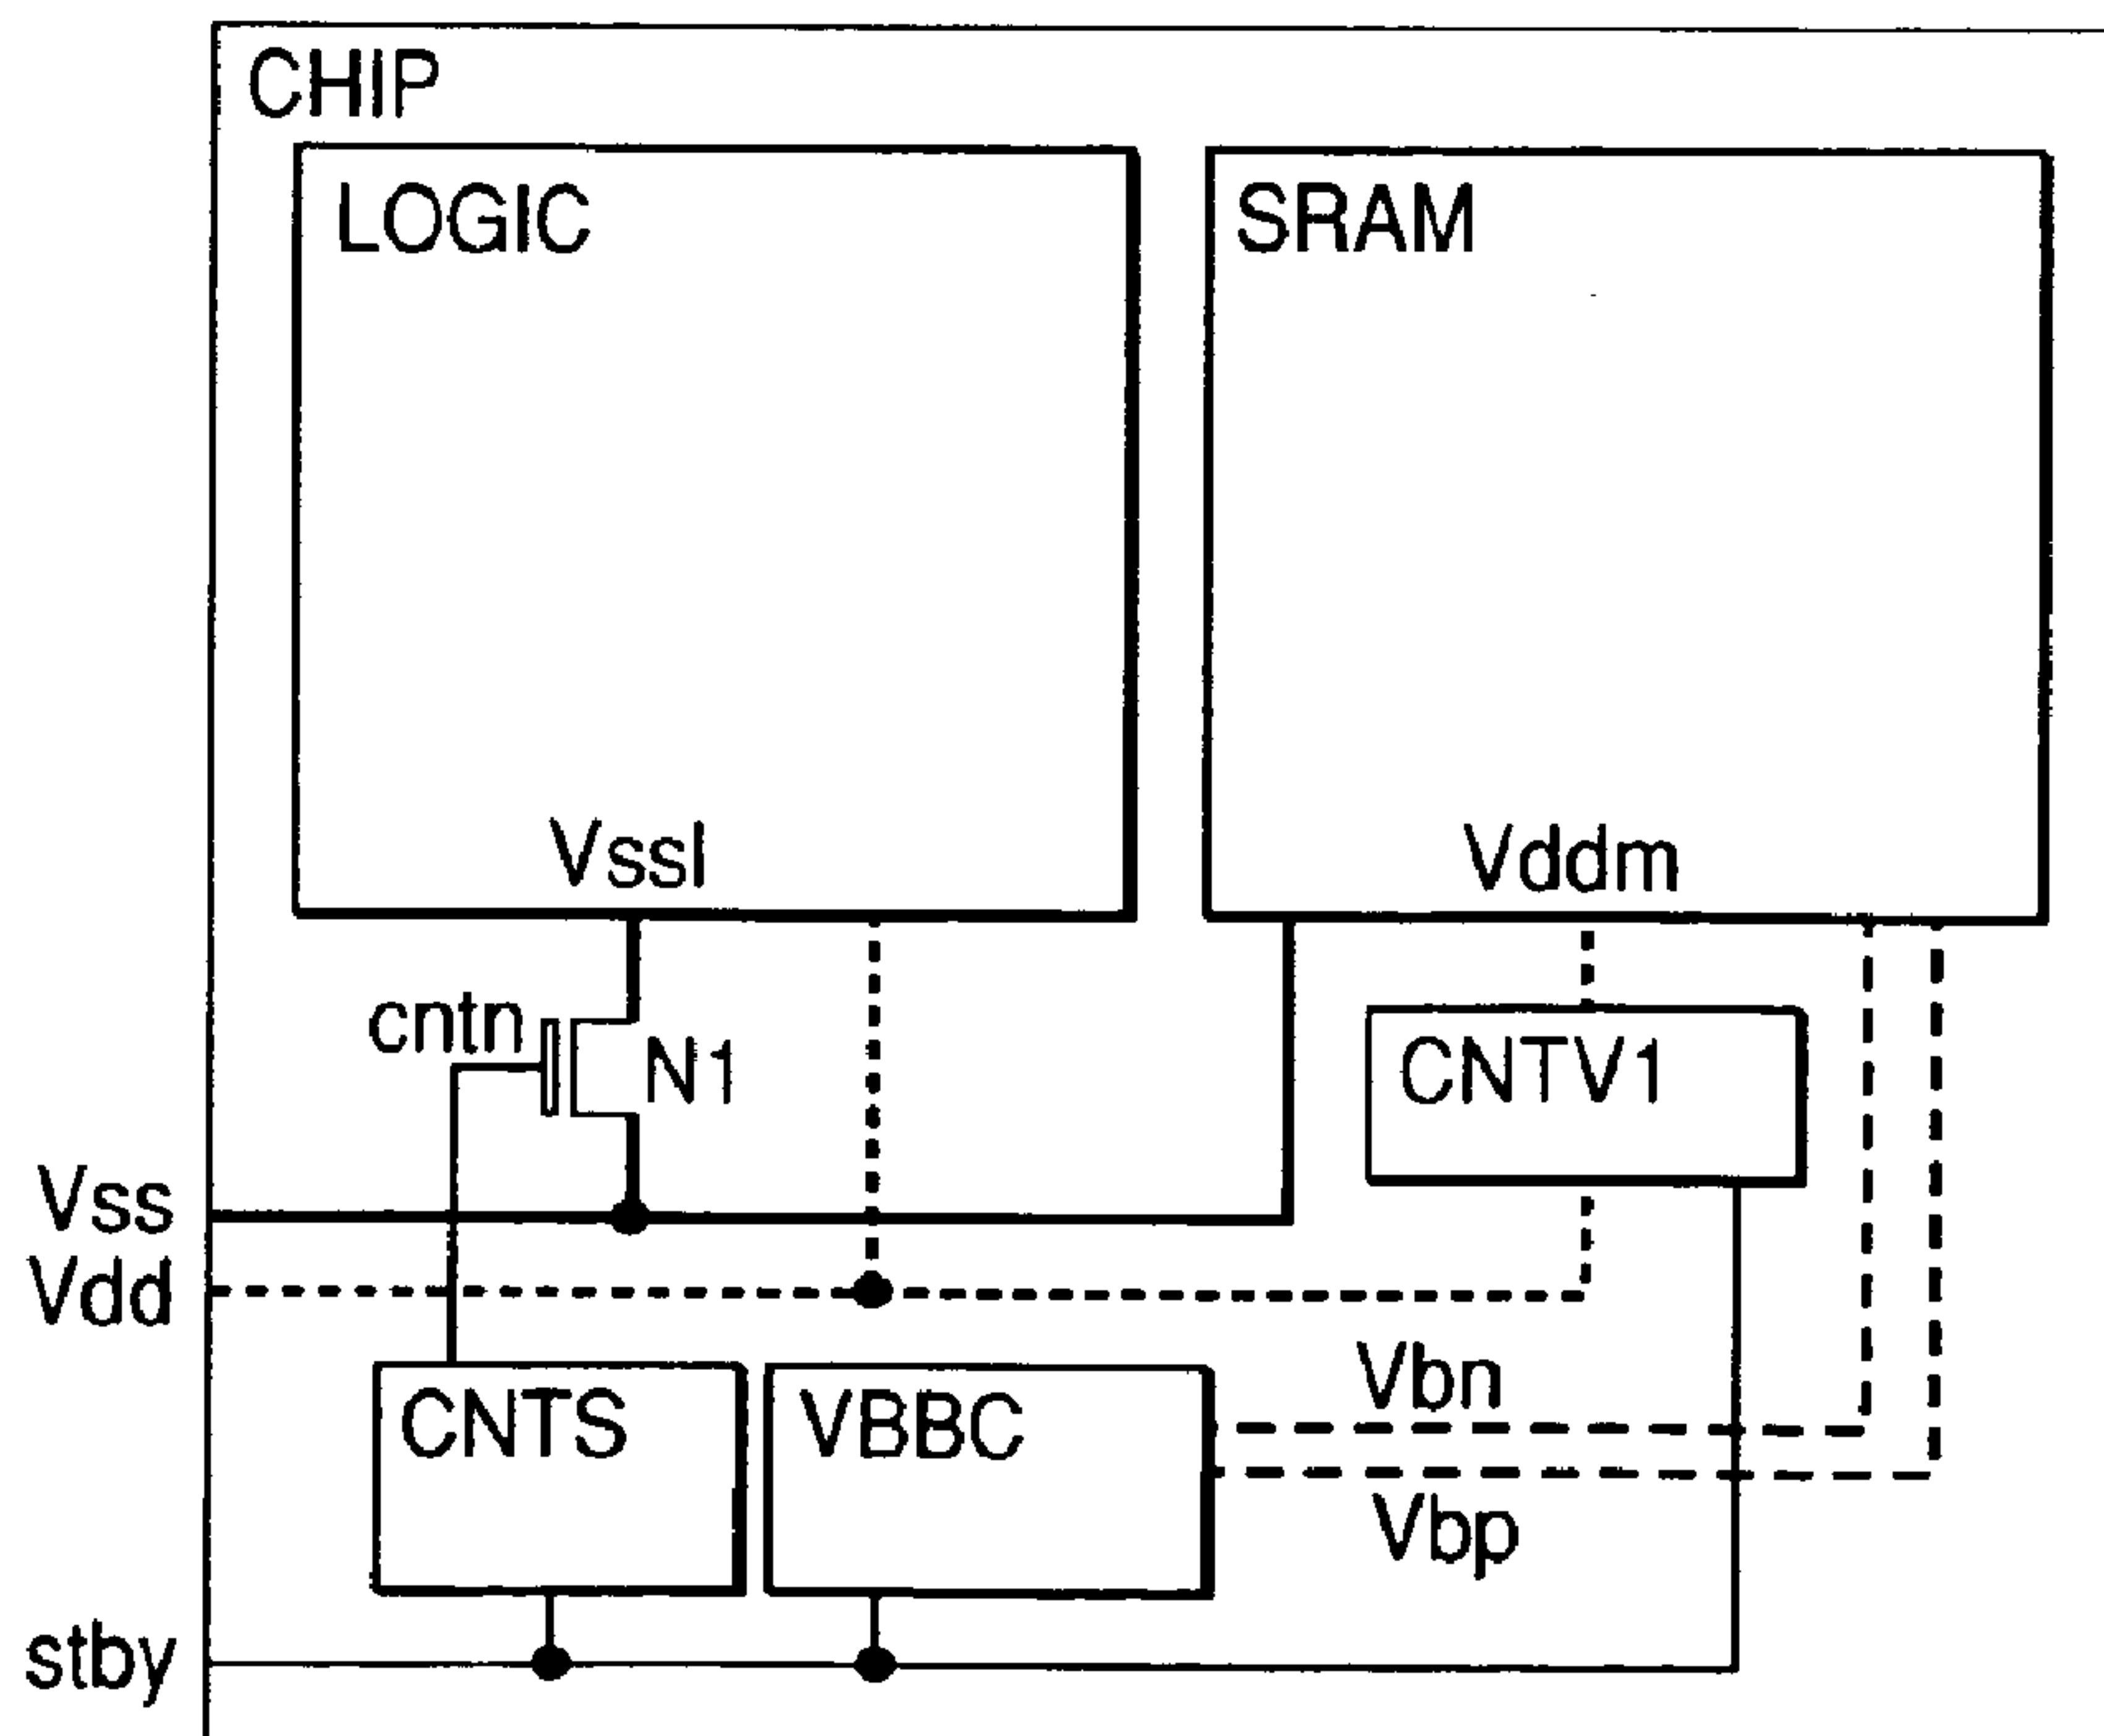 CHIP
LOGIC
SRAM
Vssl
Vddm
cntn
N1
CNTV1
Vss
Vdd
Vbn
CNTS
VBBC
Vbp
stby